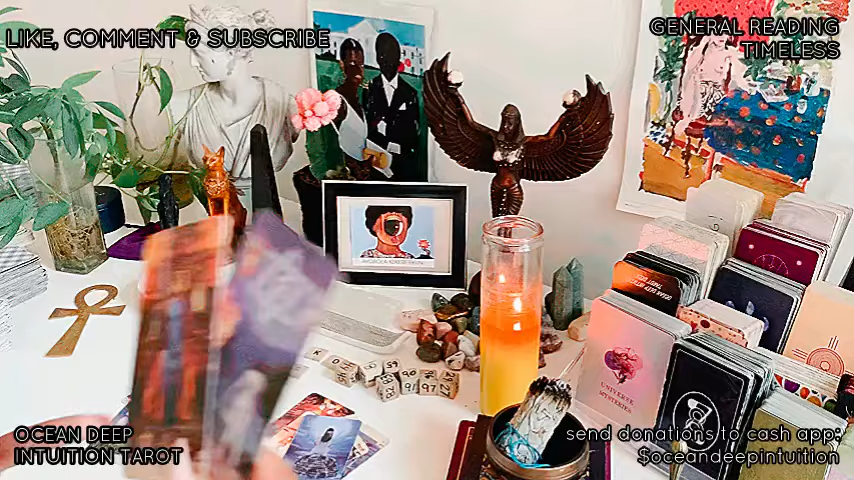 LIKE, COMMENT & SUBSCRIBE
GENERAL READING
TIMELESS
UNIVERSE
MYSTERIES
OCEAN DEEP
INTUITION TAROT
send donations to cash app:
$oceandeepintuition